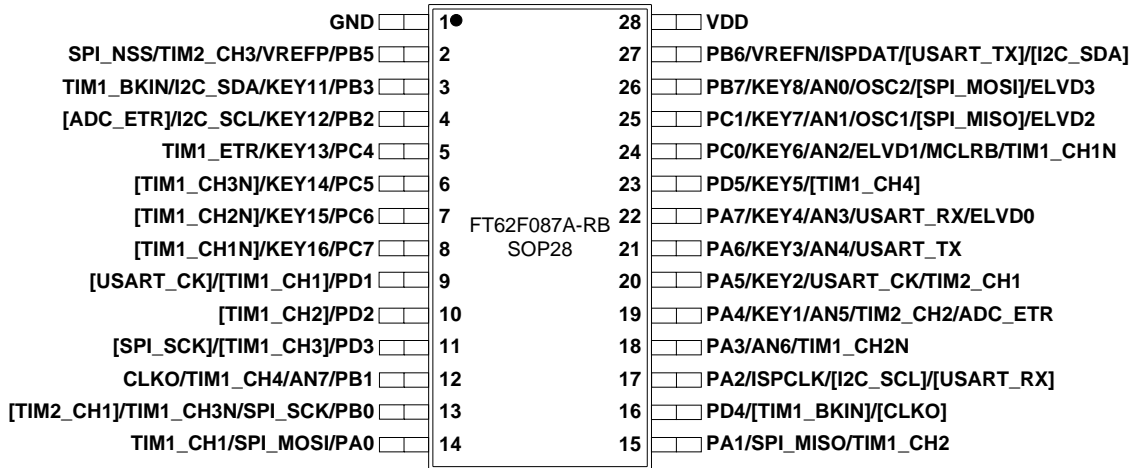 GND 1 28 VDD
SPI_NSS/TIM2_CH3/VREFP/PB5 2 27 PB6/VREFN/ISPDAT/[USART_TX]/[I2C_SDA]
TIM1_BKIN/I2C_SDA/KEY11/PB3 3 26 PB7/KEY8/AN0/OSC2/[SPI_MOSI]/ELVD3
[ADC_ETR]/I2C_SCL/KEY12/PB2 4 25 PC1/KEY7/AN1/OSC1/[SPI_MISO]/ELVD2
TIM1_ETR/KEY13/PC4 5 24 PC0/KEY6/AN2/ELVD1/MCLRB/TIM1_CH1N
[TIM1_CH3N]/KEY14/PC5 6 23 PD5/KEY5/[TIM1_CH4]
[TIM1_CH2N]/KEY15/PC6 7 22 PA7/KEY4/AN3/USART_RX/ELVD0
FT62F087A-RB
[TIM1_CH1N]/KEY16/PC7 8 SOP28 21 PA6/KEY3/AN4/USART_TX
[USART_CK]/[TIM1_CH1]/PD1 9 20 PA5/KEY2/USART_CK/TIM2_CH1
[TIM1_CH2]/PD2 10 19 PA4/KEY1/AN5/TIM2_CH2/ADC_ETR
[SPI_SCK]/[TIM1_CH3]/PD3 11 18 PA3/AN6/TIM1_CH2N
CLKO/TIM1_CH4/AN7/PB1 12 17 PA2/ISPCLK/[I2C_SCL]/[USART_RX]
[TIM2_CH1]/TIM1_CH3N/SPI_SCK/PB0 13 16 PD4/[TIM1_BKIN]/[CLKO]
TIM1_CH1/SPI_MOSI/PA0 14 15 PA1/SPI_MISO/TIM1_CH2